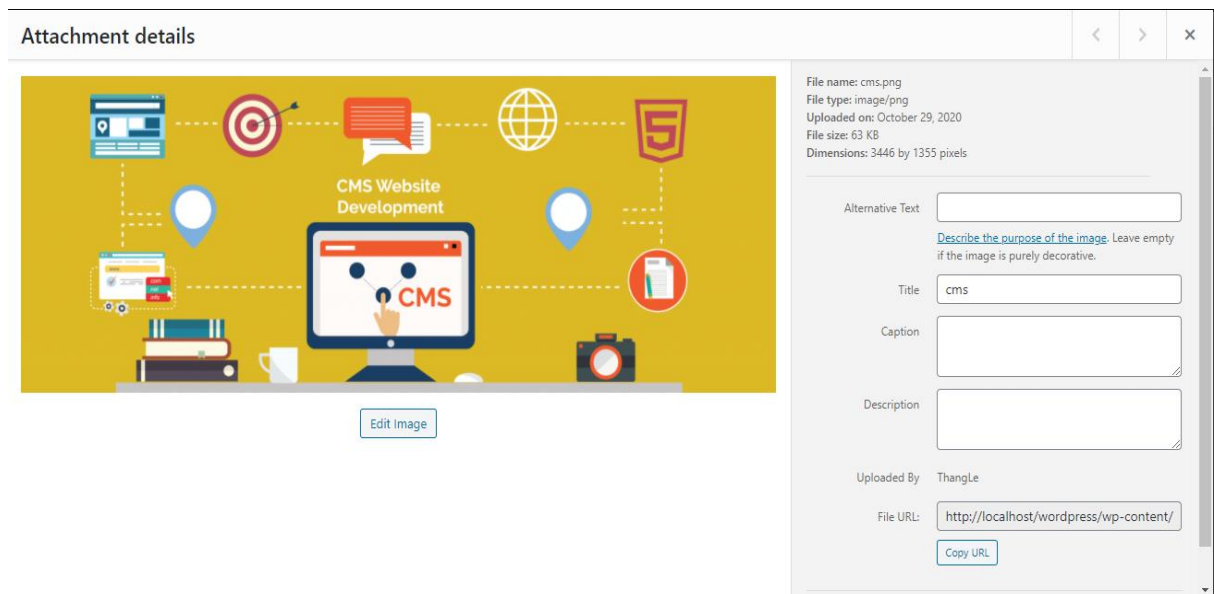 Attachment details
CMS Website
Development
CMS
com
.net
info
Edit Image
File name: cms.png
File type: image/png
Uploaded on: October 29, 2020
File size: 63 KB
Dimensions: 3446 by 1355 pixels
Alternative Text
Describe the purpose of the image. Leave empty
if the image is purely decorative.
Title cms
Caption
Description
Uploaded By ThangLe
File URL: http://localhost/wordpress/wp-content/
Copy URL